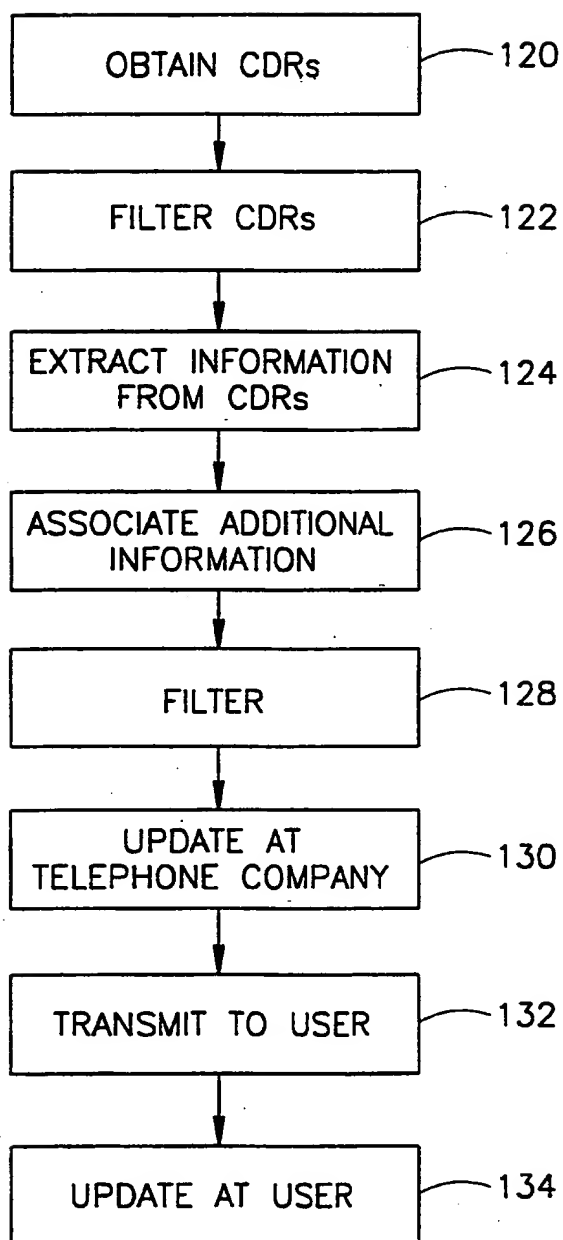 OBTAIN CDRs
120
FILTER CDRs
122
EXTRACT INFORMATION
FROM CDRs
124
ASSOCIATE ADDITIONAL
INFORMATION
126
FILTER
128
UPDATE AT
TELEPHONE COMPANY
130
TRANSMIT TO USER
132
UPDATE AT USER
134